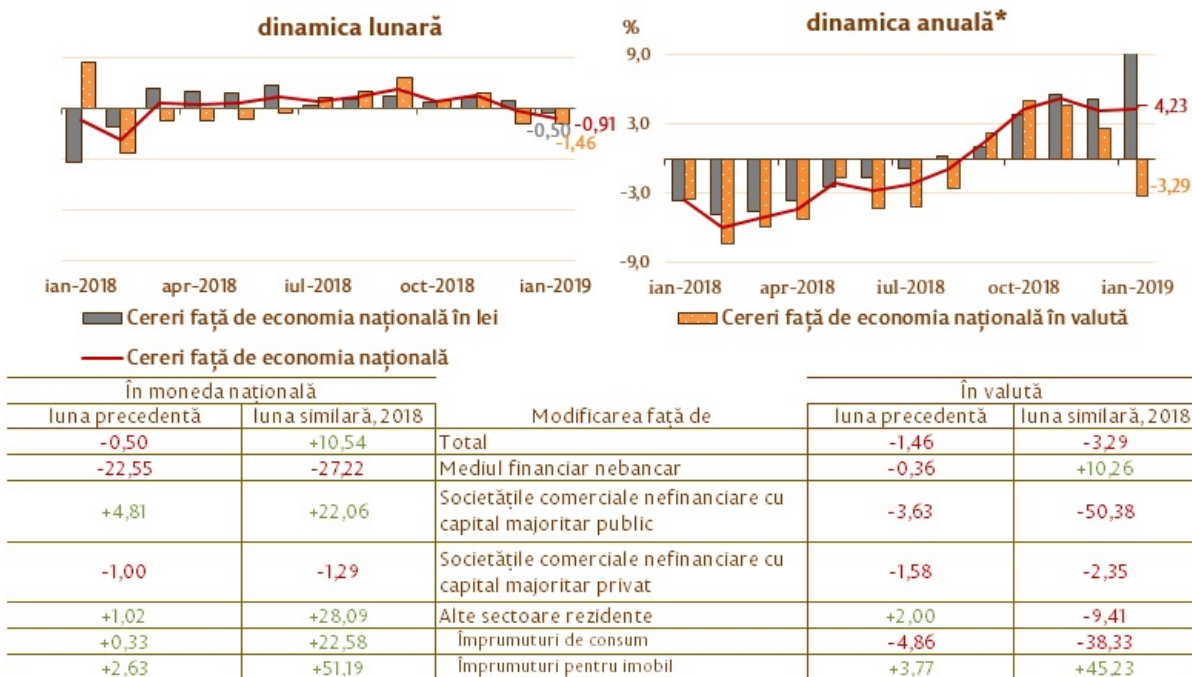 dinamica lunară
-0,50
-0,91
-1,46
ian-2018 apr-2018 iul-2018 oct-2018 ian-2019
dinamica anuală*
%
9,0
3,0
-3,0
-9,0
4,23
-3,29
ian-2018 apr-2018 iul-2018 oct-2018 ian-2019
Cereri față de economia națională în lei
Cereri față de economia națională în valută
Cereri față de economia națională
În moneda națională În valută
luna precedentă luna similară, 2018 Modificarea față de luna precedentă luna similară, 2018
-0,50 +10,54 Total -1,46 -3,29
-22,55 -27,22 Mediul financiar nebancar -0,36 +10,26
+4,81 +22,06 Societățile comerciale nefinanciare cu -3,63 -50,38
capital majoritar public
-1,00 -1,29 Societățile comerciale nefinanciare cu -1,58 -2,35
capital majoritar privat
+1,02 +28,09 Alte sectoare rezidente +2,00 -9,41
+0,33 +22,58 Împrumuturi de consum -4,86 -38,33
+2,63 +51,19 Împrumuturi pentru imobil +3,77 +45,23